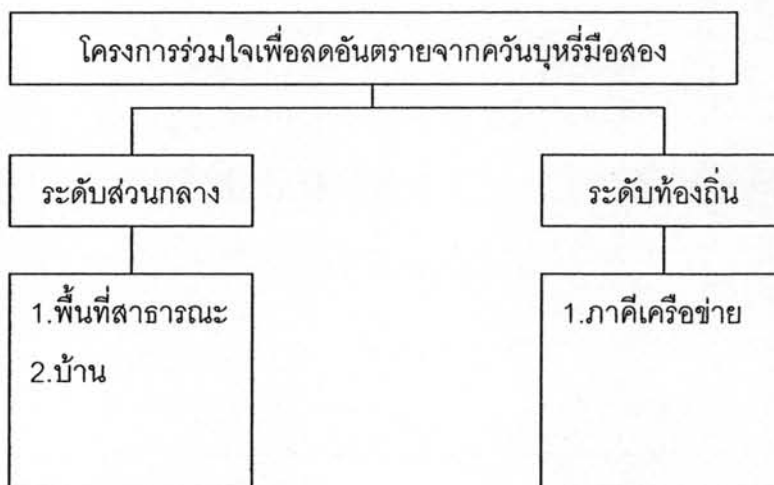 โครงการร่วมใจเพื่อลดอันตรายจากควันบุหรี่มือสอง
ระดับส่วนกลาง
ระดับท้องถิ่น
1.พื้นที่สาธารณะ
2.บ้าน
1.ภาคีเครือข่าย